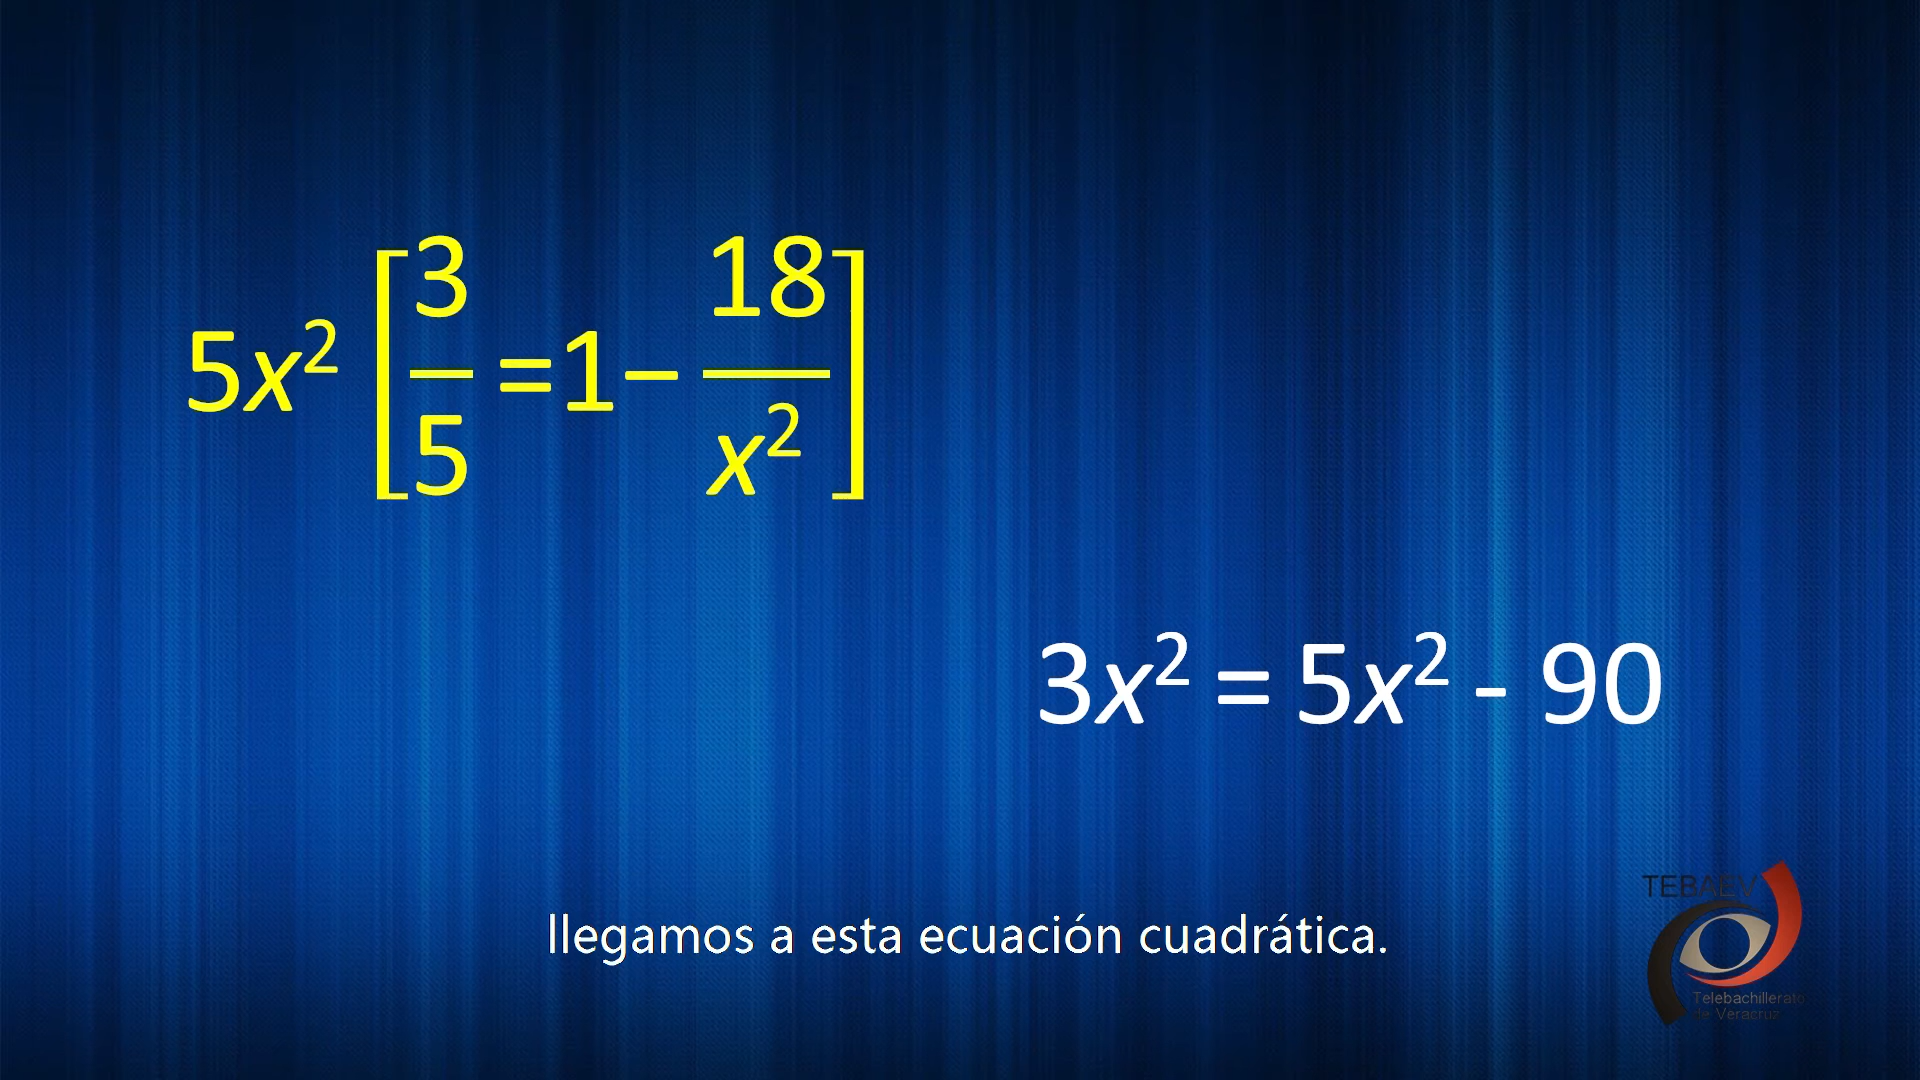 5x² [3/5 = 1 − 18/x²]
3x² = 5x² - 90
llegamos a esta ecuación cuadrática.
TEBAEV
Telebachillerato
de Veracruz